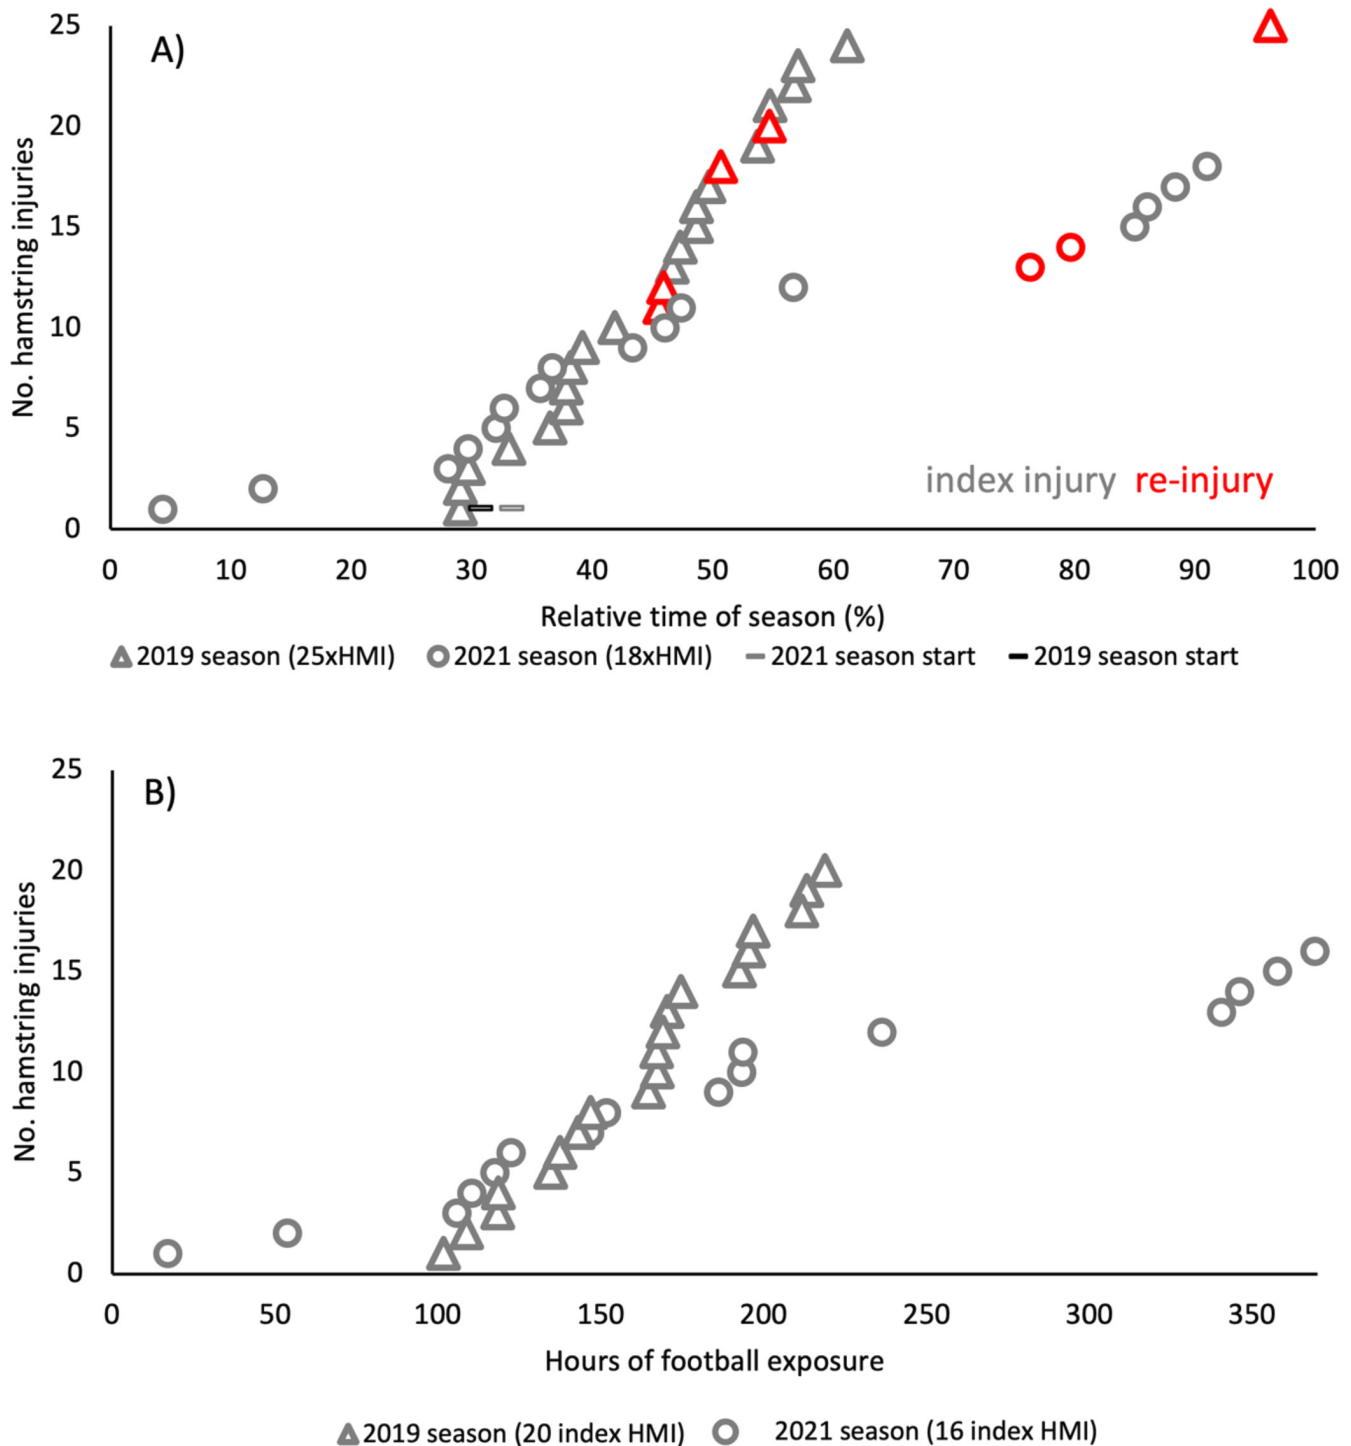 A)
25
20
15
10
5
0
No. hamstring injuries
index injury re-injury
0 10 20 30 40 50 60 70 80 90 100
Relative time of season (%)
2019 season (25xHMI) 2021 season (18xHMI) 2021 season start 2019 season start
B)
25
20
15
10
5
0
No. hamstring injuries
0 50 100 150 200 250 300 350
Hours of football exposure
2019 season (20 index HMI) 2021 season (16 index HMI)